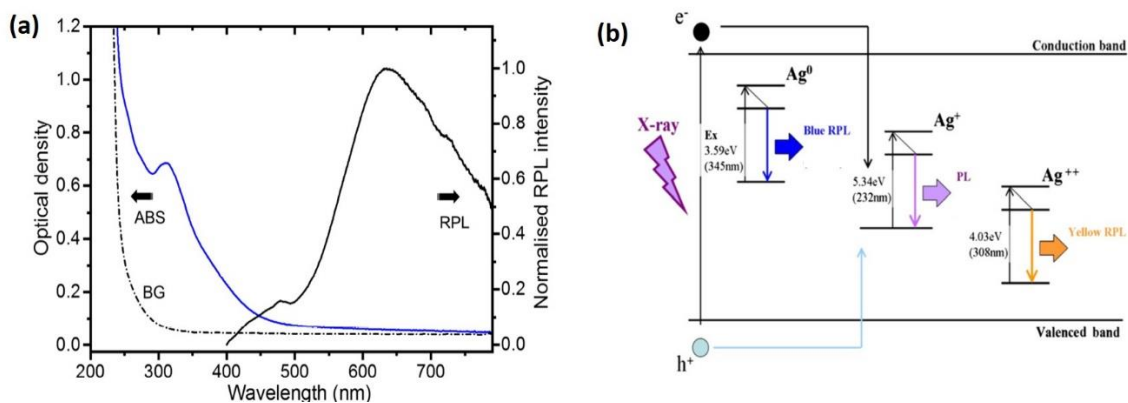 (a)
1.2
1.0
0.8
0.6
0.4
0.2
0.0
Optical density
ABS
BG
RPL
1.0
0.8
0.6
0.4
0.2
0.0
Normalised RPL intensity
200 300 400 500 600 700
Wavelength (nm)
(b)
e-
Conduction band
X-ray
Ag0
Ex
3.59eV
(345nm)
Blue RPL
Ag+
5.34eV
(232nm)
PL
Ag++
4.03eV
(308nm)
Yellow RPL
Valenced band
h+